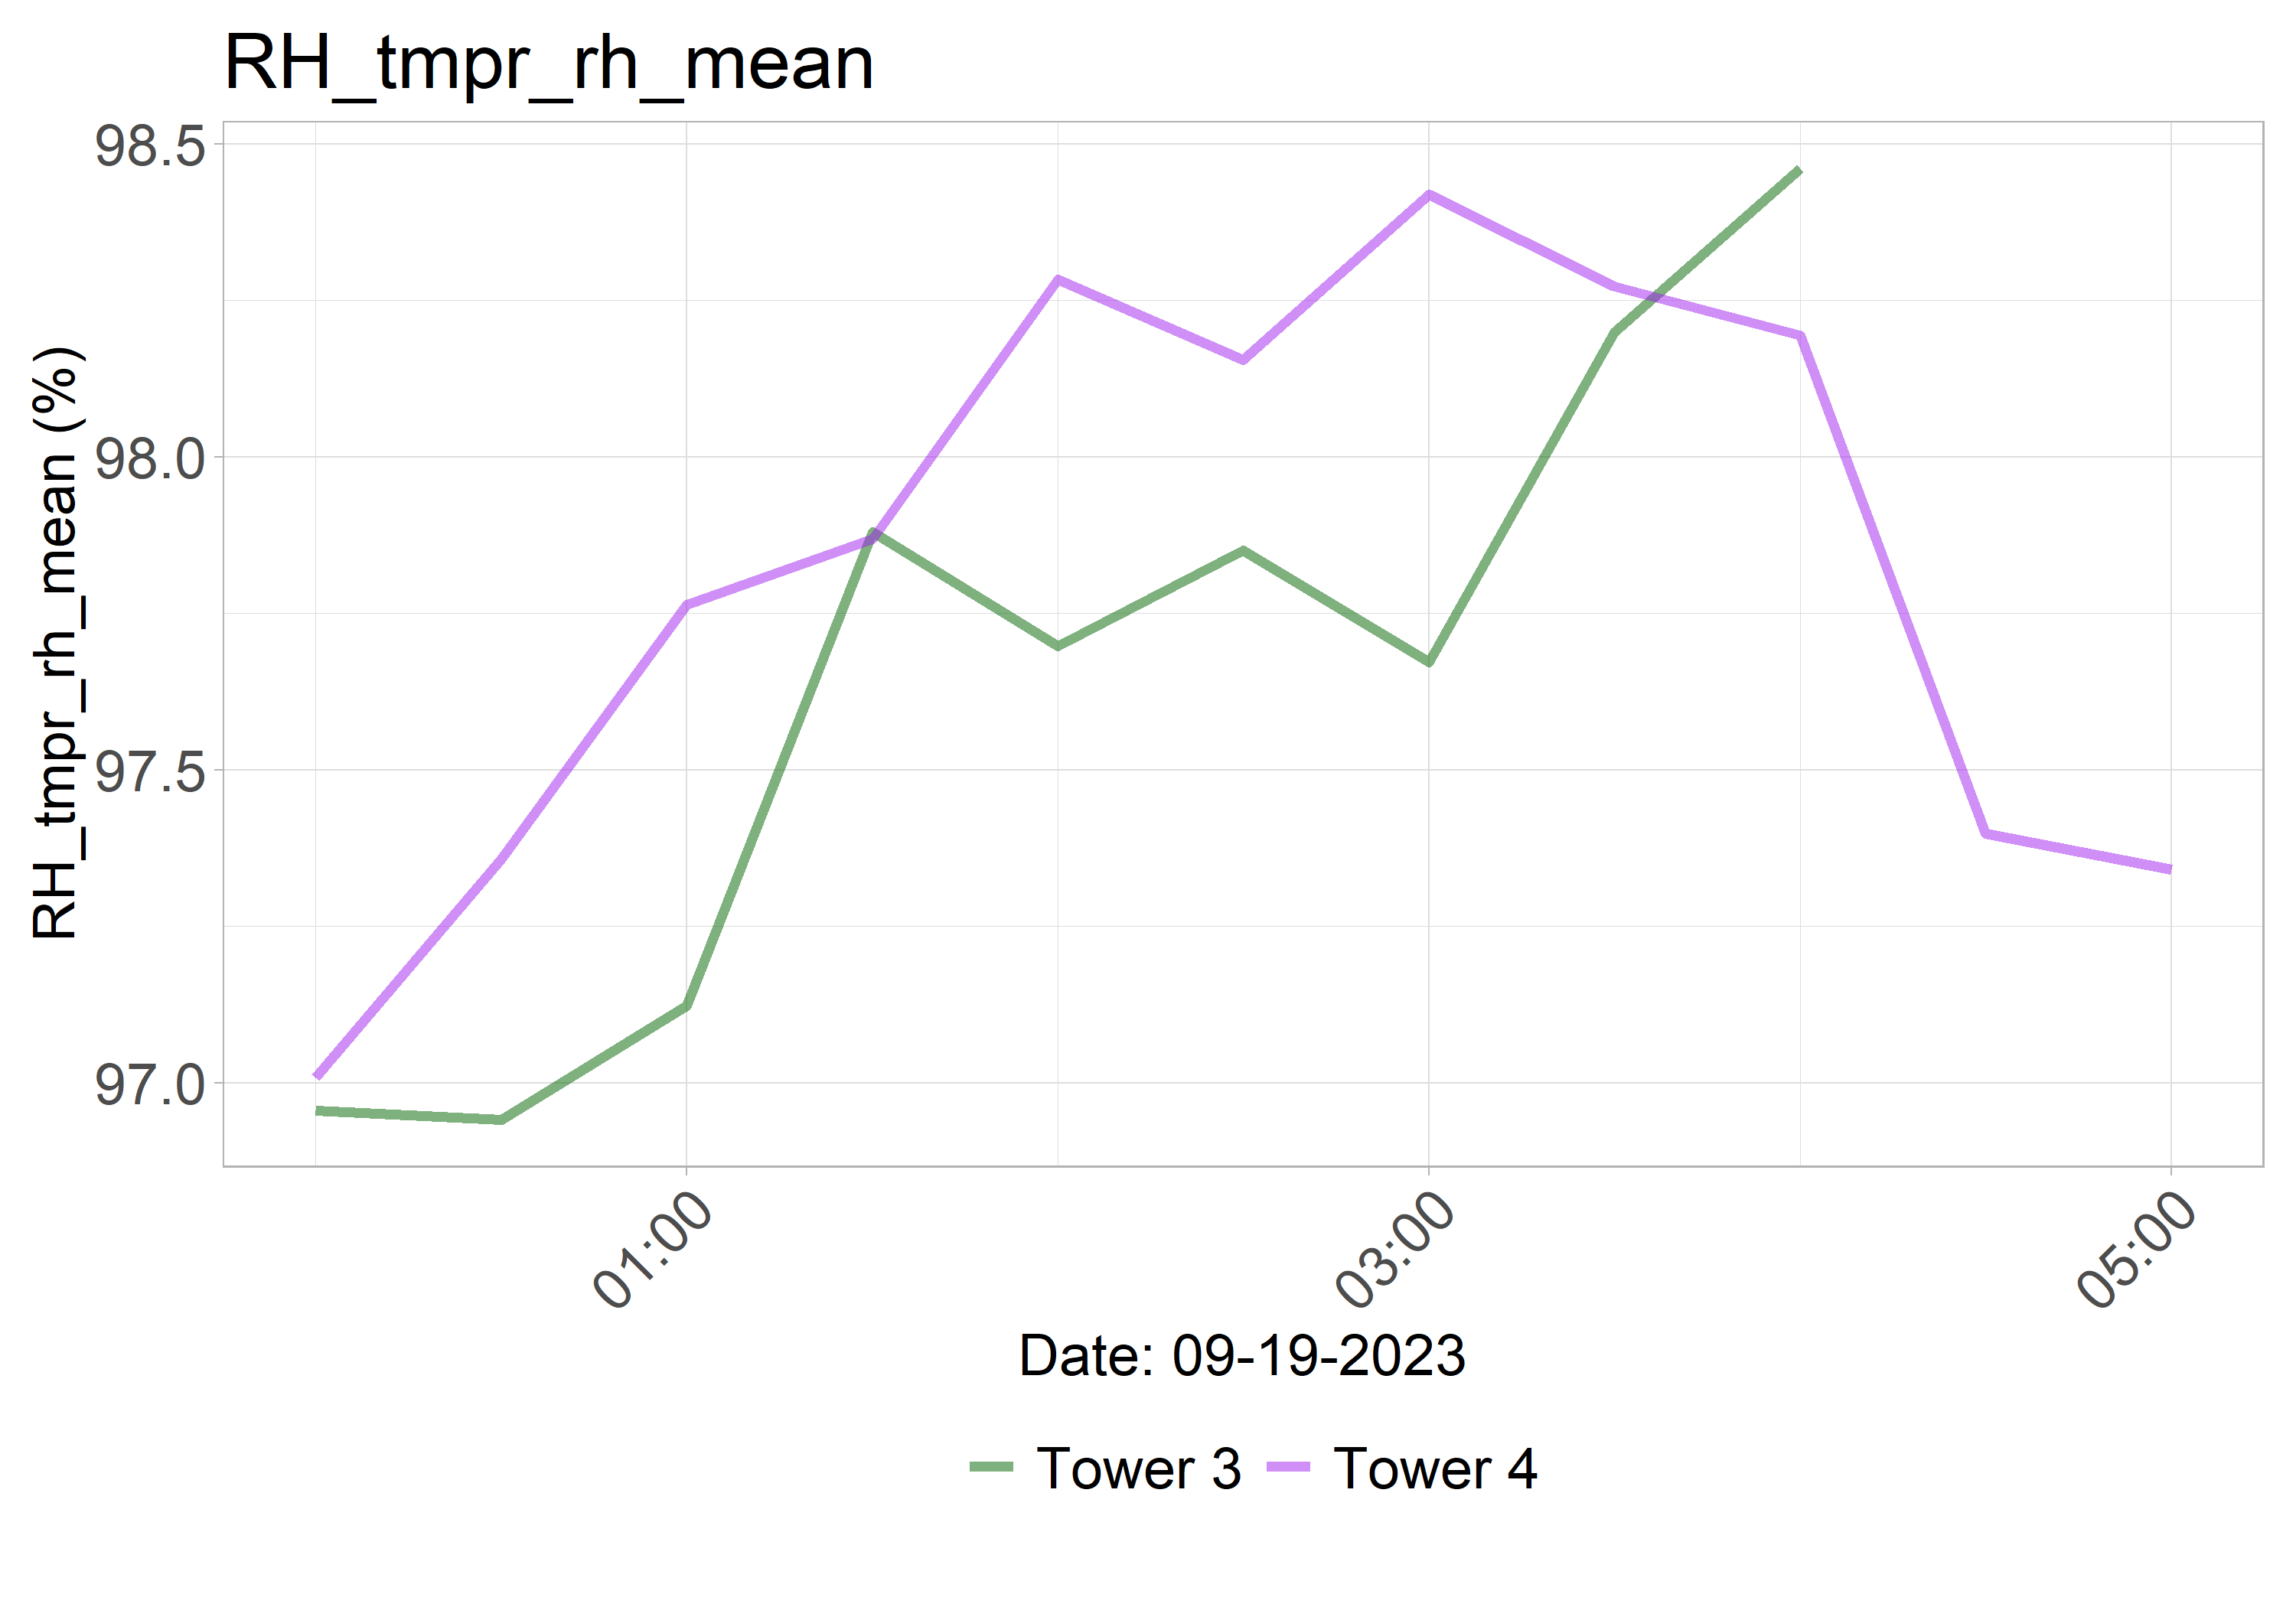 RH_tmpr_rh_mean
RH_tmpr_rh_mean (%)
98.5
98.0
97.5
97.0
01:00
03:00
05:00
Date: 09-19-2023
Tower 3
Tower 4